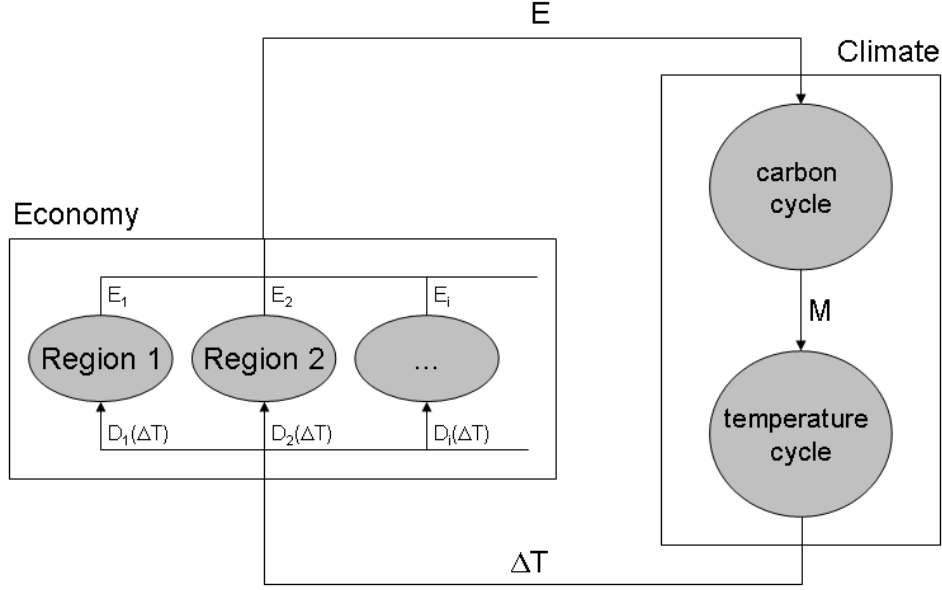 E
Climate
carbon
cycle
Economy
E1 E2 Ei
M
Region 1 Region 2 ...
D1(ΔT) D2(ΔT) Di(ΔT)
temperature
cycle
ΔT